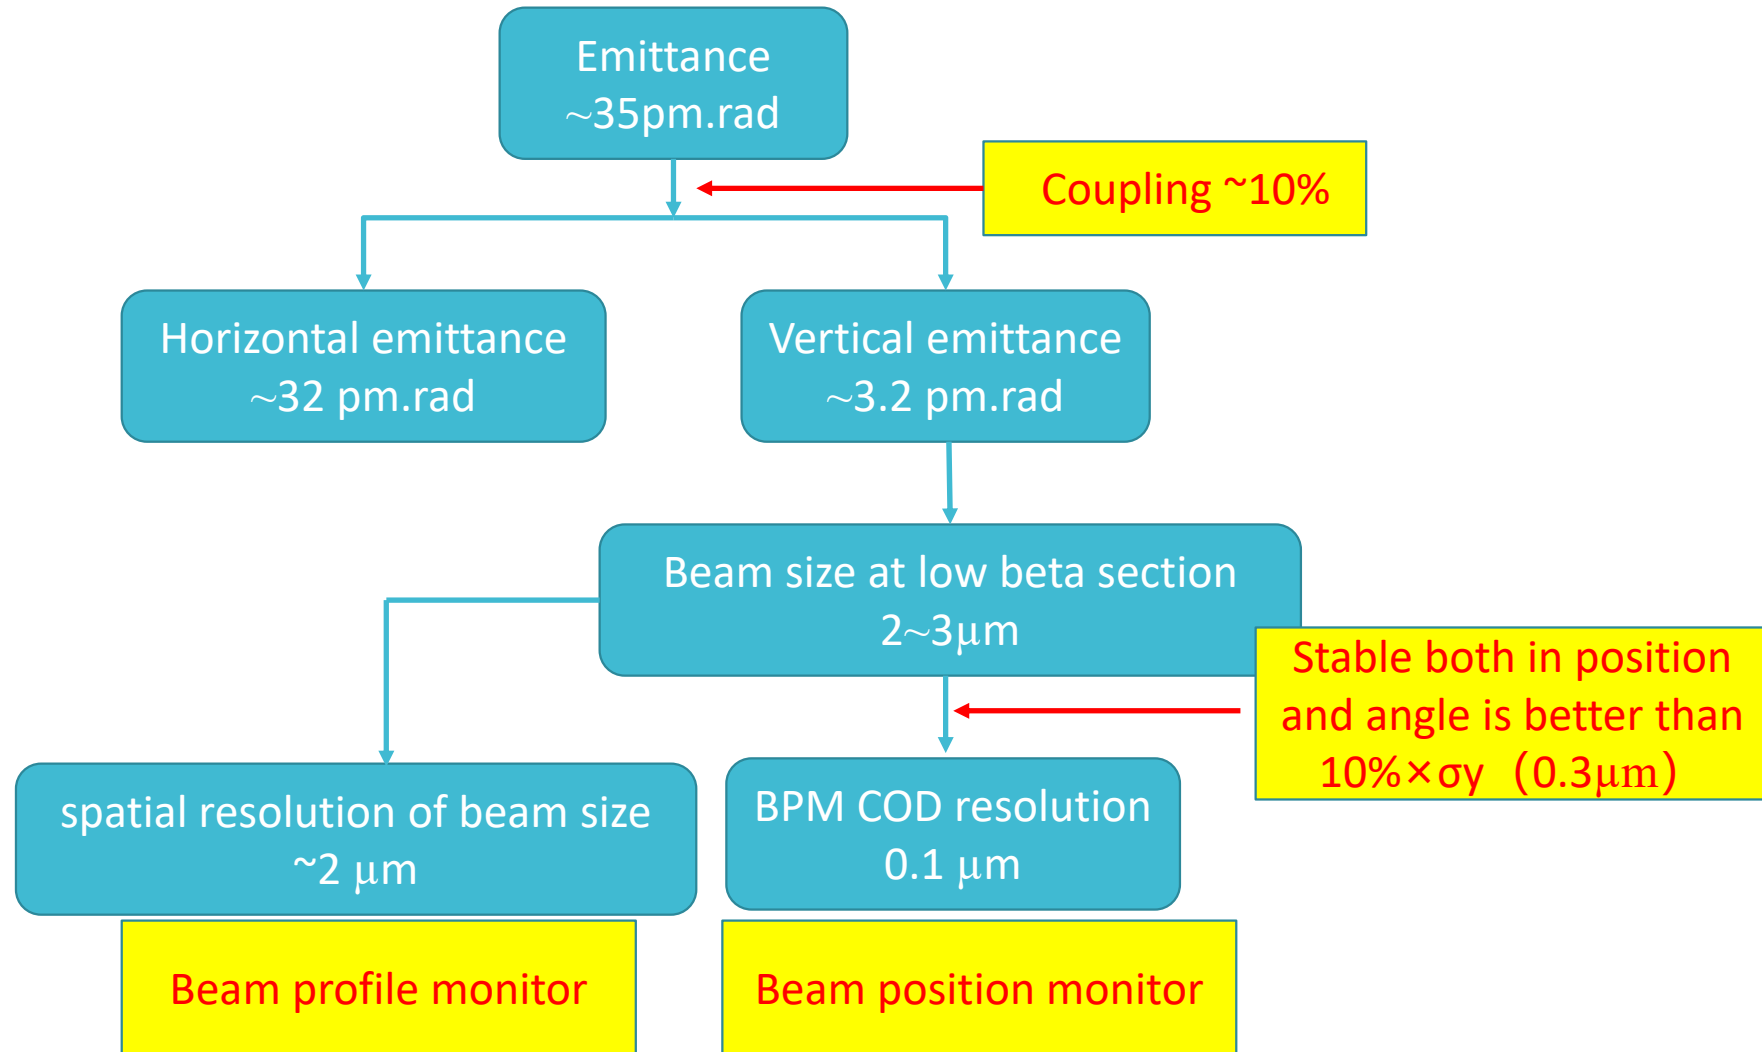 Emittance
~35pm.rad
Coupling ~10%
Horizontal emittance
~32 pm.rad
Vertical emittance
~3.2 pm.rad
Beam size at low beta section
2~3μm
Stable both in position
and angle is better than
10%×σy（0.3μm）
spatial resolution of beam size
~2 μm
BPM COD resolution
0.1 μm
Beam profile monitor
Beam position monitor